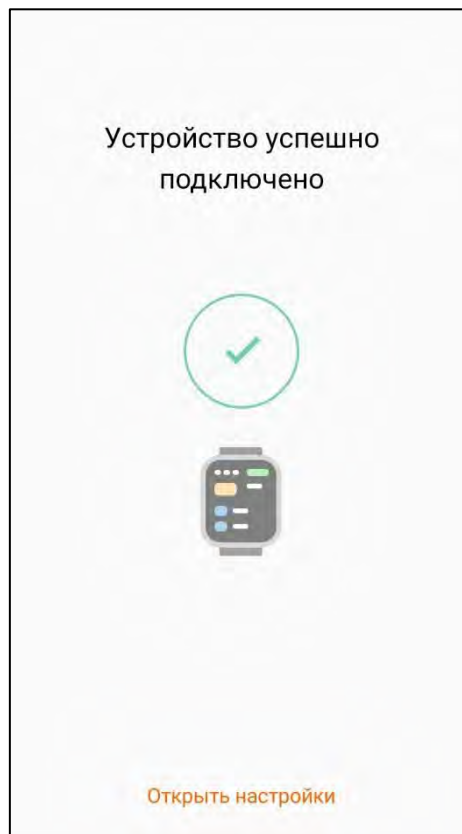 Устройство успешно
подключено
Открыть настройки